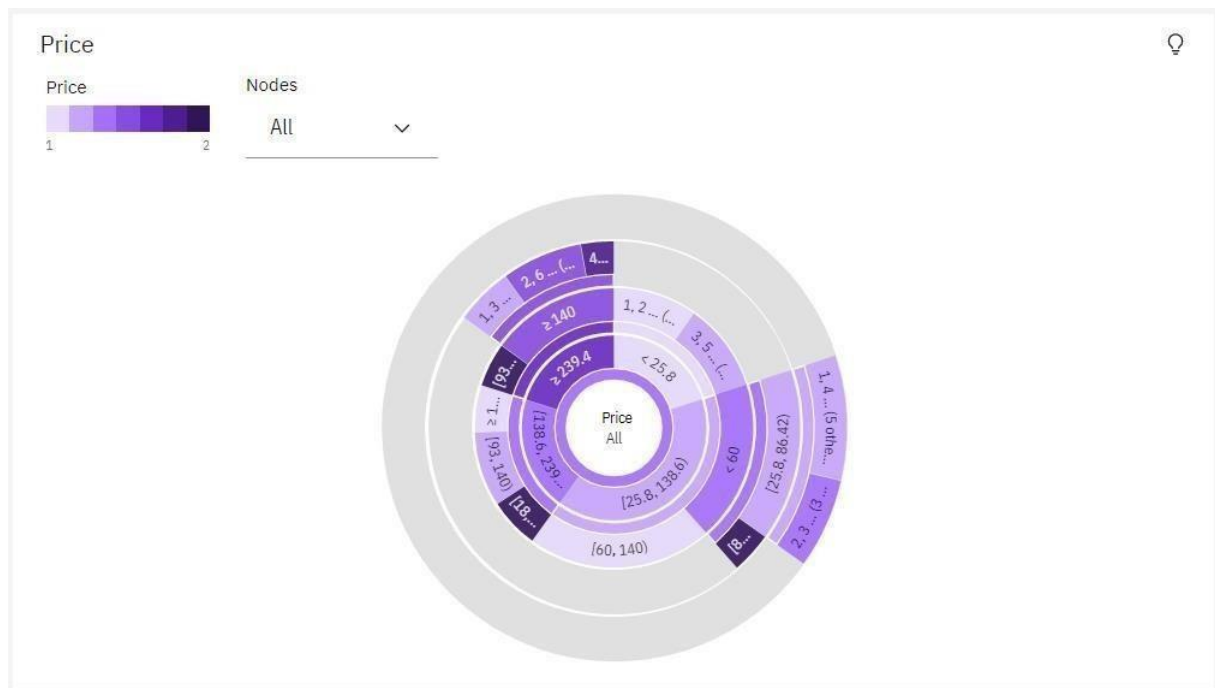 Price
Price
Nodes
All
1
2
4...
2, 6 ... (...
1, 3 ...
≥ 140
1, 2 ... (...
3, 5 ... (...
[93...
≥ 239.4
< 25.8
1, 4 ... (5 othe...
≥ 1...
[138.6, 239...
Price
All
< 60
[25.8, 86.42)
[93, 140)
[25.8, 138.6)
[18,...
[60, 140)
[8...
2, 3 ... (3 ...